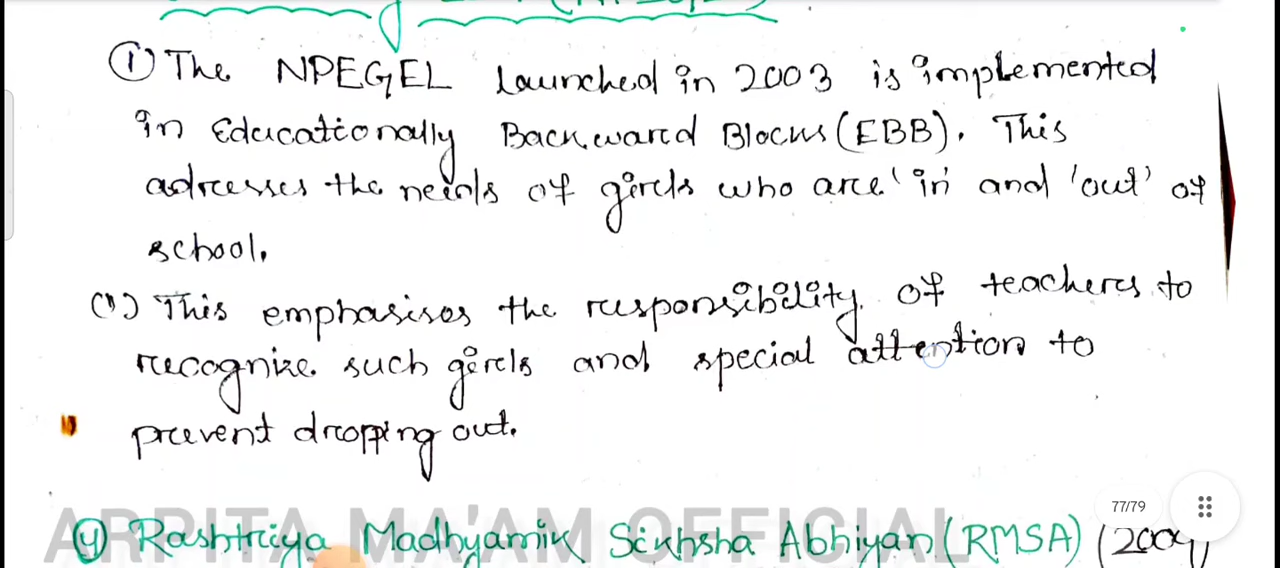 ① The NPEGEL launched in 2003 is implemented
in Educationally Backward Blocks (EBB). This
adresses the needs of girls who are 'in' and 'out' of
school.
(ii) This emphasises the responsibility of teachers to
recognize such girls and special attention to
prevent dropping out.
77/79
ARPITA MA'AM OFFICIAL
④ Rashtriya Madhyamik Sikhsha Abhiyan (RMSA) (2009)